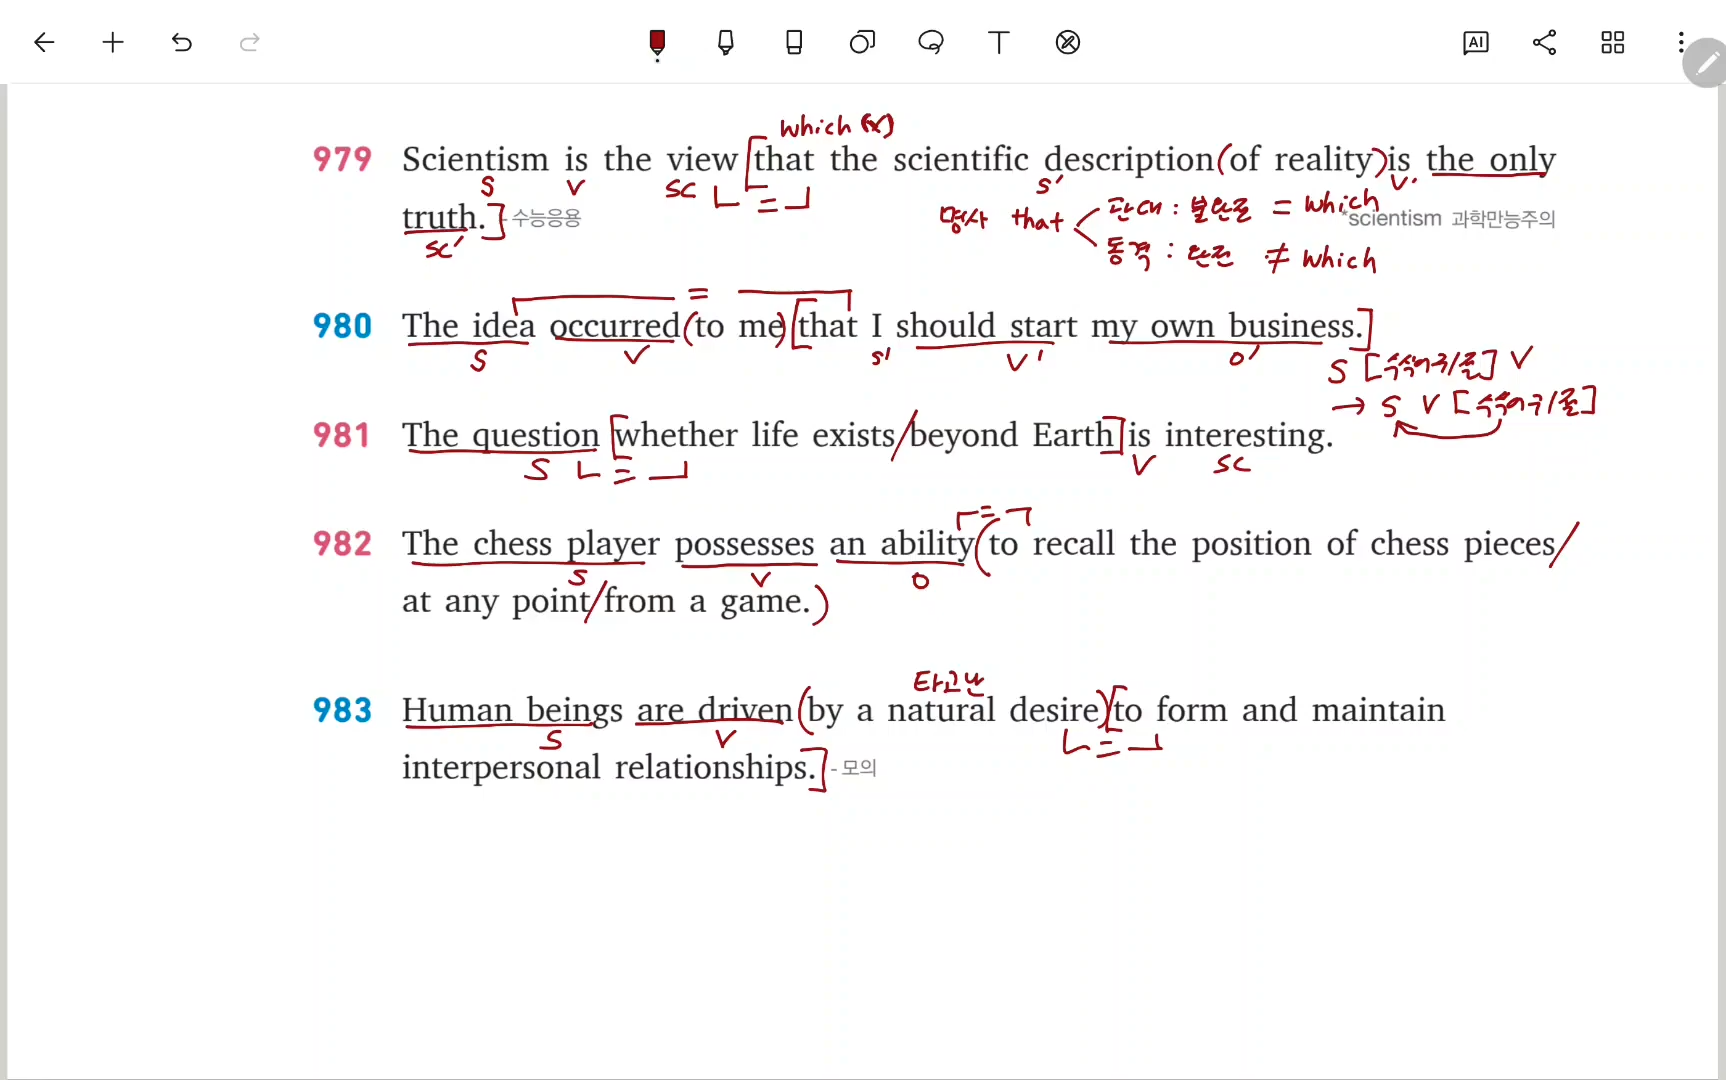 AI
which (x)
979 Scientism is the view [that the scientific description (of reality) is the only
S V SC = S' V'
truth.] - 수능응용 *scientism 과학만능주의
SC'
명사 that < 관대 : 불완전 = which
동격 : 완전 ≠ which
=
980 The idea occurred (to me) [that I should start my own business.]
S V S' V' O'
S [수식어구/절] V
→ S V [수식어구/절]
981 The question [whether life exists / beyond Earth] is interesting.
S = V SC
=
982 The chess player possesses an ability (to recall the position of chess pieces /
S V O
at any point / from a game.)
타고난
983 Human beings are driven (by a natural desire) [to form and maintain
S V =
interpersonal relationships.] - 모의